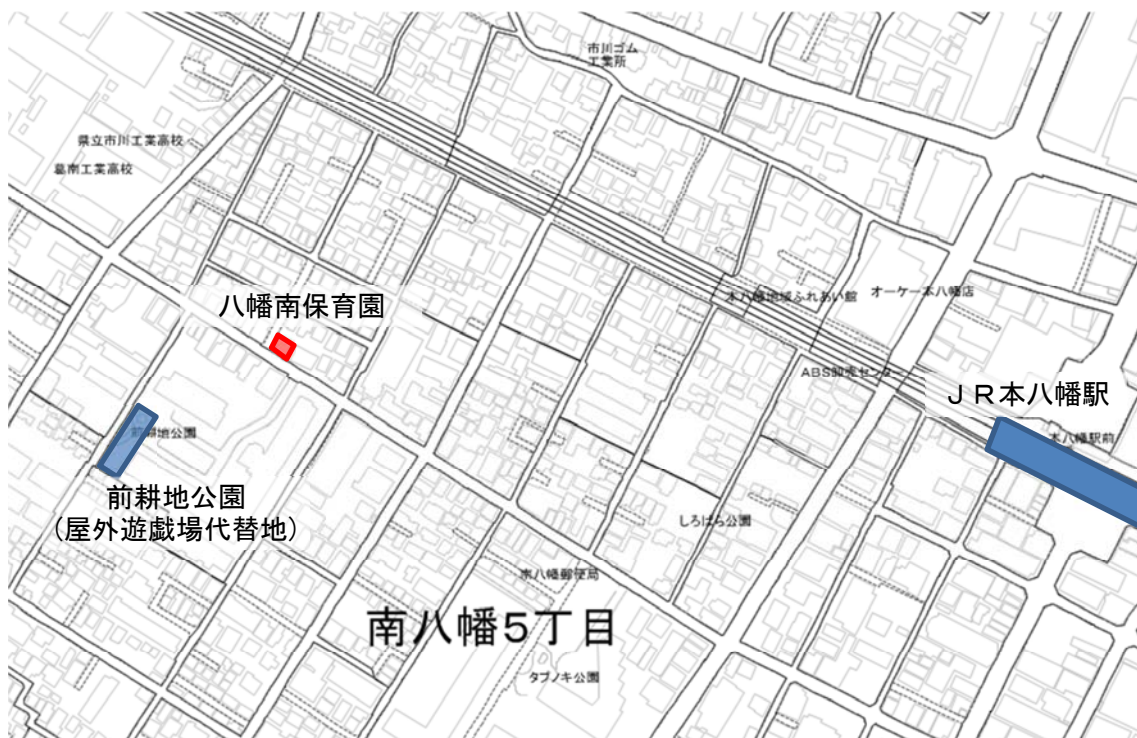 市川ゴム
工業所
県立市川工業高校
葛南工業高校
八幡南保育園
本八幡地域ふれあい館
オーケー本八幡店
ABS卸売センター
JR本八幡駅
本八幡駅前
前耕地公園
前耕地公園
(屋外遊戯場代替地)
しろばら公園
市八幡郵便局
南八幡5丁目
タブノキ公園